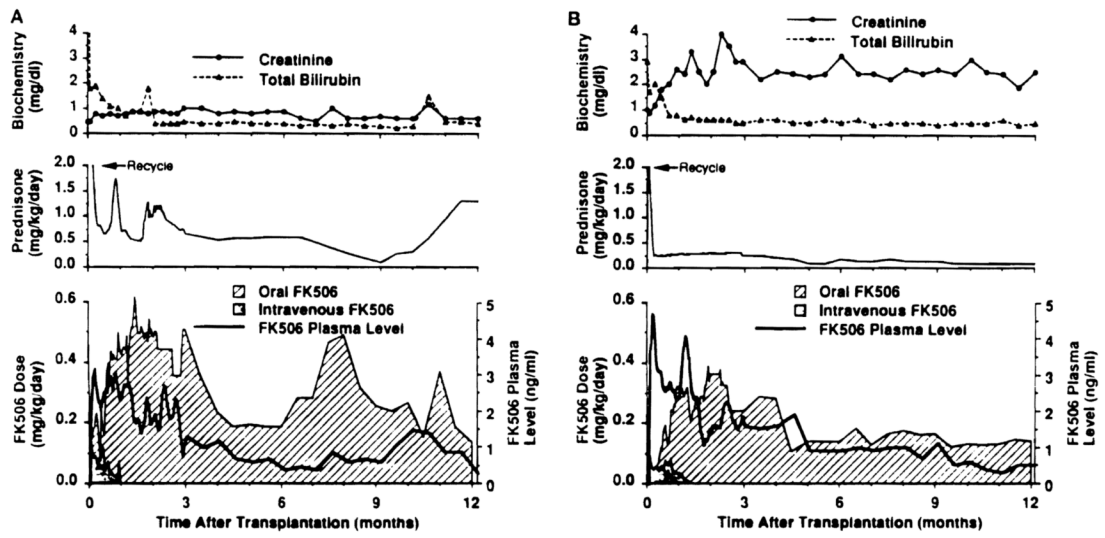 A
Creatinine
Total Bilirubin
Biochemistry
(mg/dl)
4
3
2
1
0
Recycle
Prednisone
(mg/kg/day)
2.0
1.5
1.0
0.5
0.0
Oral FK506
Intravenous FK506
FK506 Plasma Level
FK506 Dose
(mg/kg/day)
0.6
0.4
0.2
0.0
5
4
3
2
1
0
FK506 Plasma
Level (ng/ml)
0 3 6 9 12
Time After Transplantation (months)
B
Creatinine
Total Bilirubin
Biochemistry
(mg/dl)
4
3
2
1
0
Recycle
Prednisone
(mg/kg/day)
2.0
1.5
1.0
0.5
0.0
Oral FK506
Intravenous FK506
FK506 Plasma Level
FK506 Dose
(mg/kg/day)
0.6
0.4
0.2
0.0
5
4
3
2
1
0
FK506 Plasma
Level (ng/ml)
0 3 6 9 12
Time After Transplantation (months)